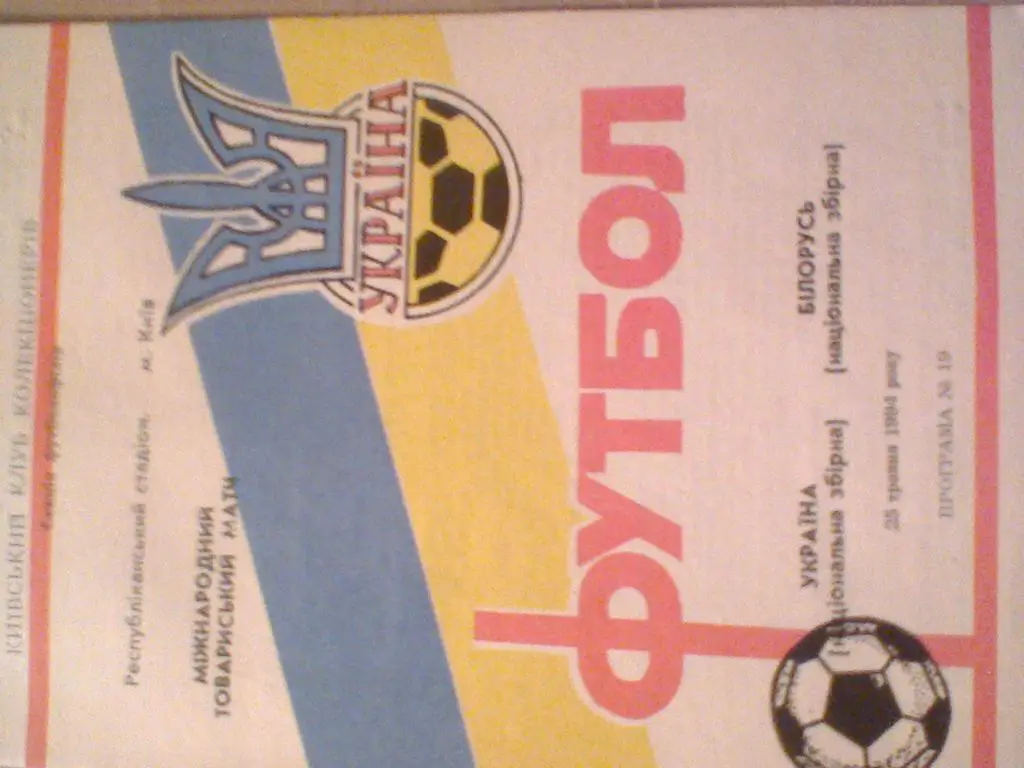 КИЇВСЬКИЙ КЛУБ КОЛЕКЦІОНЕРІВ
Республіканський стадіон. м. Київ
МІЖНАРОДНИЙ
ТОВАРИСЬКИЙ МАТЧ
УКРАЇНА
ФУТБОЛ
УКРАЇНА БІЛОРУСЬ
[національна збірна] [національна збірна]
25 травня 1994 року
ПРОГРАМА № 19